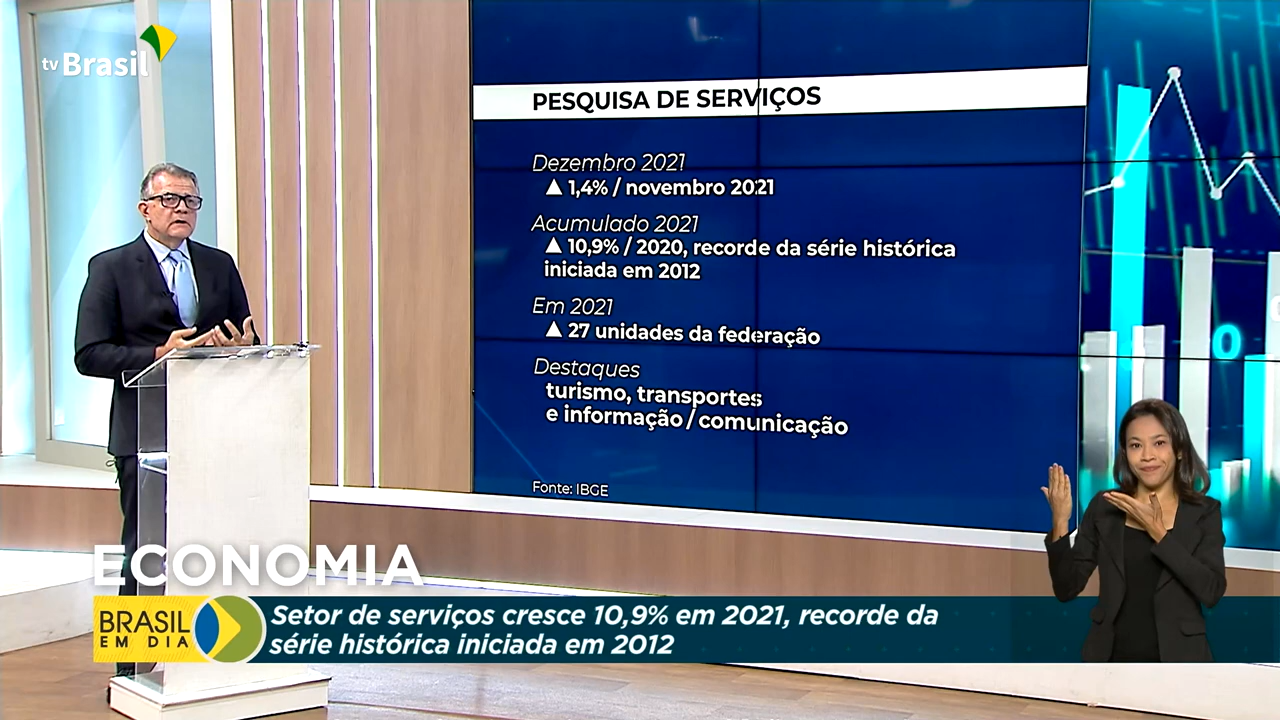 tv Brasil
PESQUISA DE SERVIÇOS
Dezembro 2021
▲ 1,4% / novembro 2021
Acumulado 2021
▲ 10,9% / 2020, recorde da série histórica
iniciada em 2012
Em 2021
▲ 27 unidades da federação
Destaques
turismo, transportes
e informação / comunicação
Fonte: IBGE
0
ECONOMIA
BRASIL
EM DIA
Setor de serviços cresce 10,9% em 2021, recorde da
série histórica iniciada em 2012